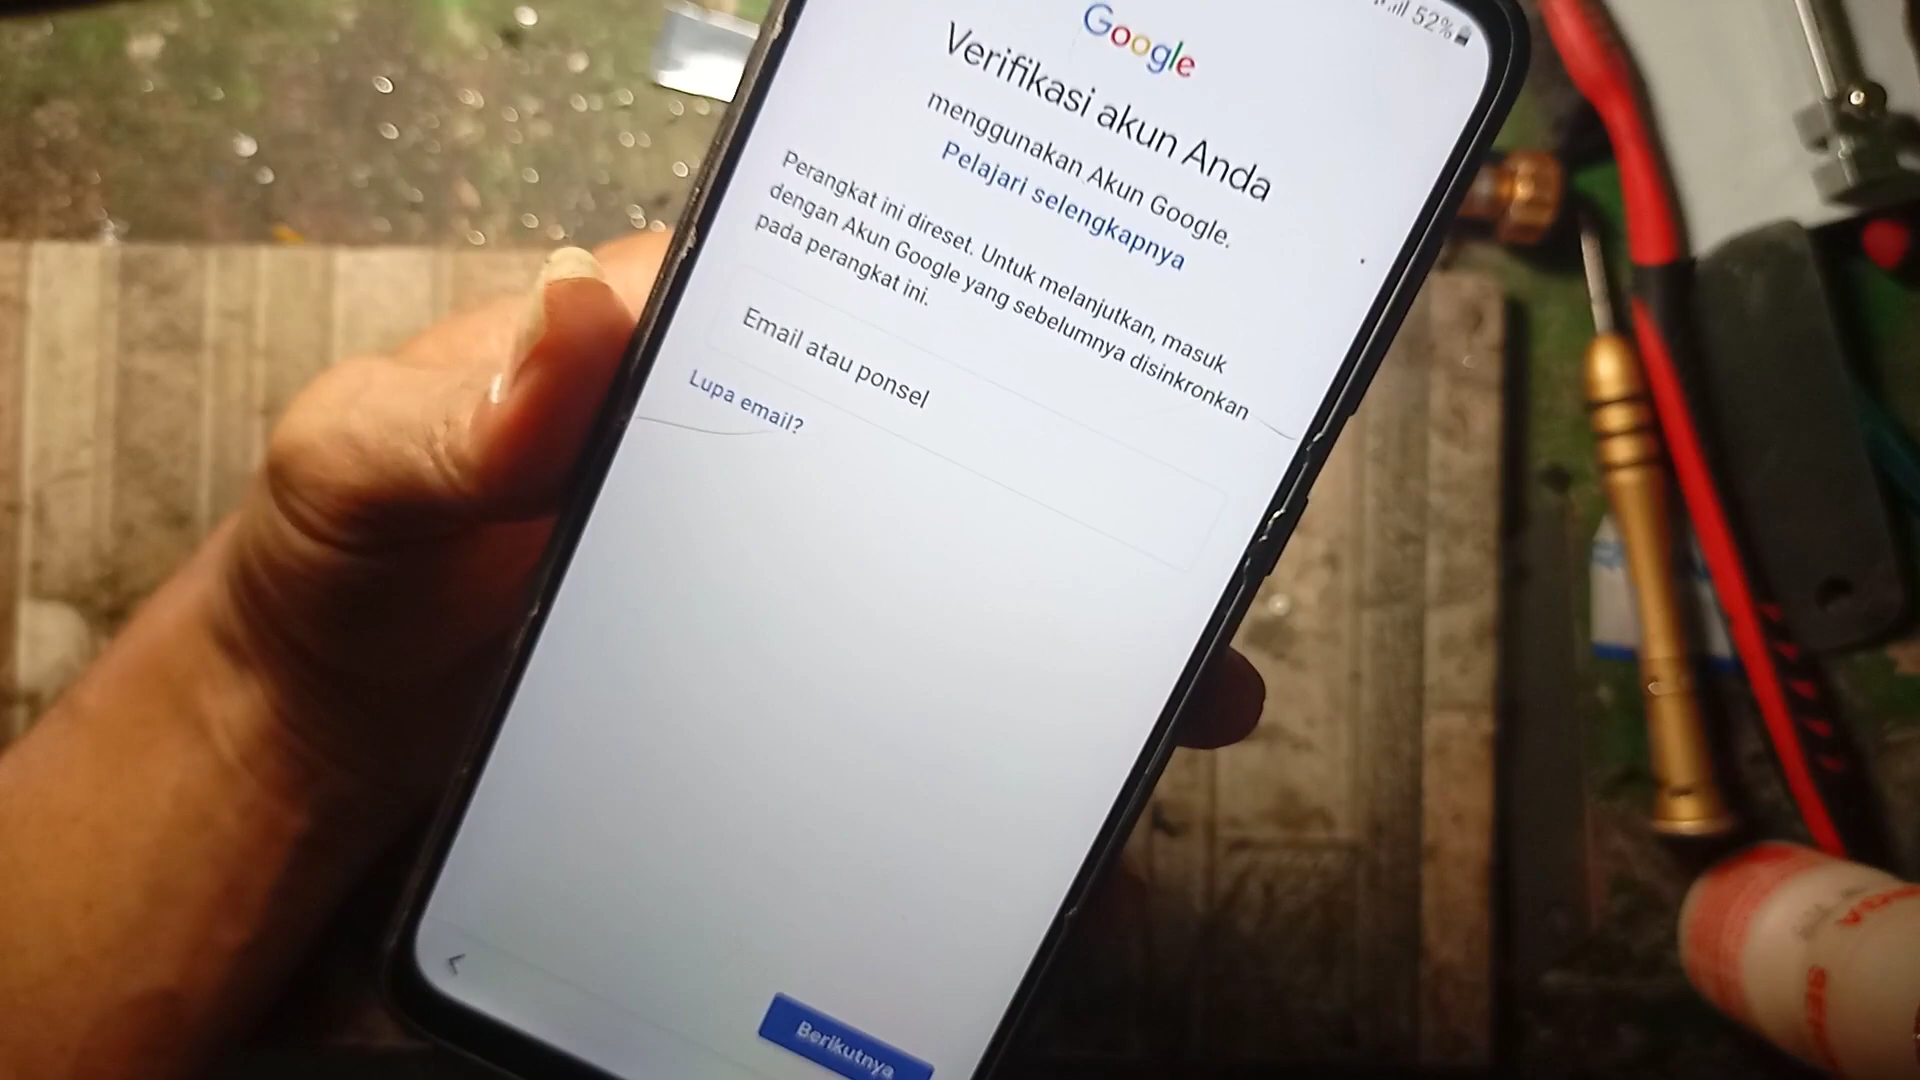 52%
Google
Verifikasi akun Anda
menggunakan Akun Google.
Pelajari selengkapnya
Perangkat ini direset. Untuk melanjutkan, masuk
dengan Akun Google yang sebelumnya disinkronkan
pada perangkat ini.
Email atau ponsel
Lupa email?
Berikutnya